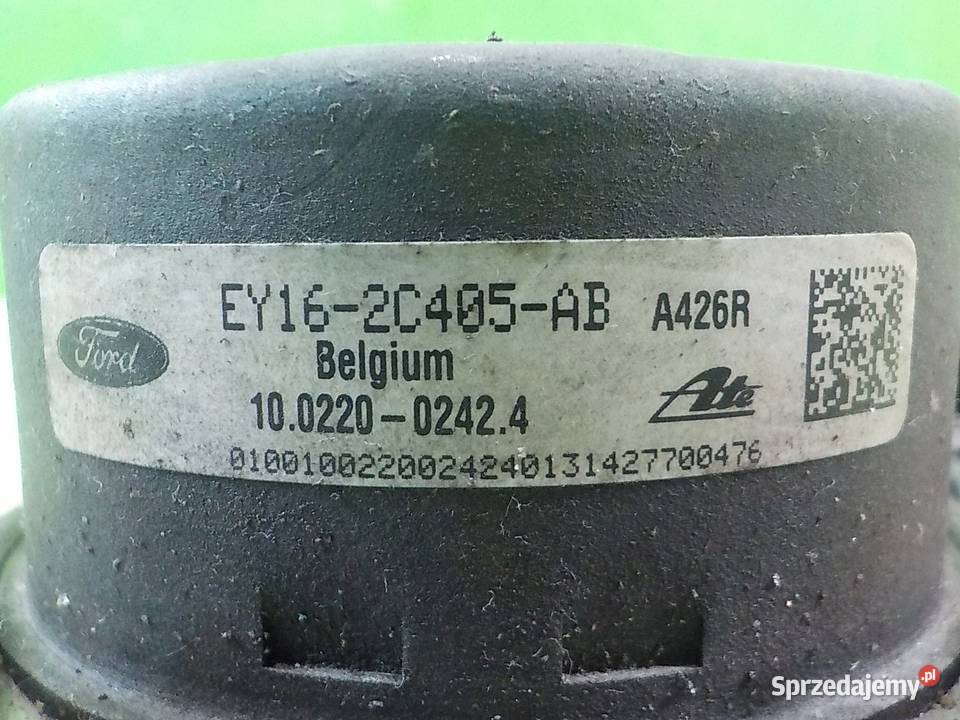 EY16-2C405-AB A426R
Ford
Belgium
10.0220-0242.4
Ate
0100100220024240131427700476
Sprzedajemy.pl